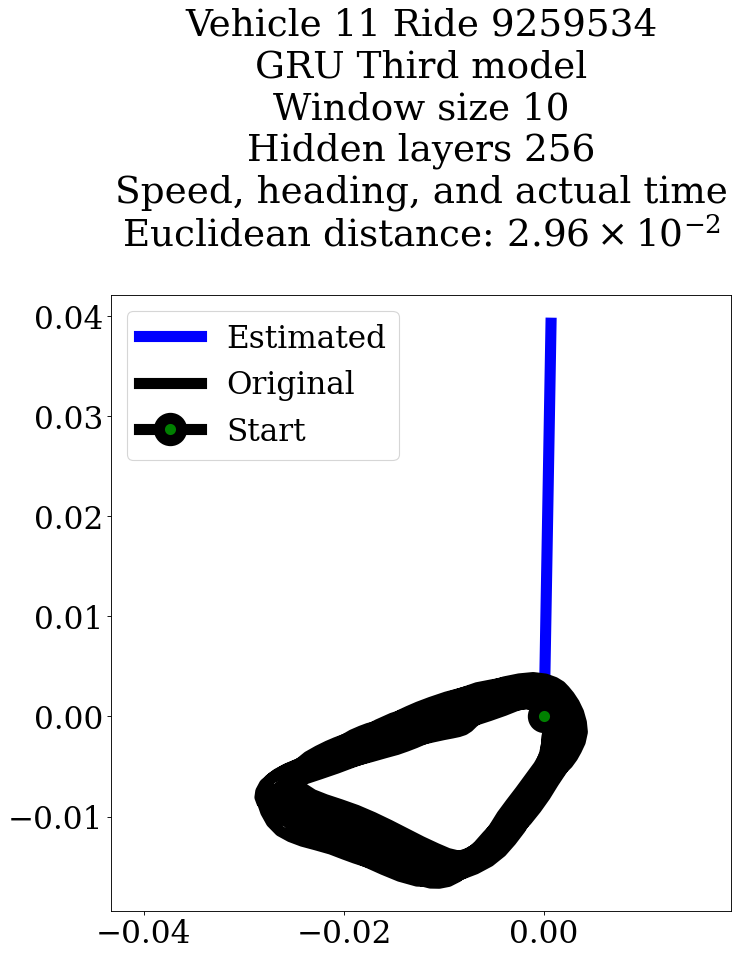 Vehicle 11 Ride 9259534
GRU Third model
Window size 10
Hidden layers 256
Speed, heading, and actual time
Euclidean distance: 2.96 × 10⁻²
Estimated
Original
Start
0.04
0.03
0.02
0.01
0.00
−0.01
−0.04
−0.02
0.00